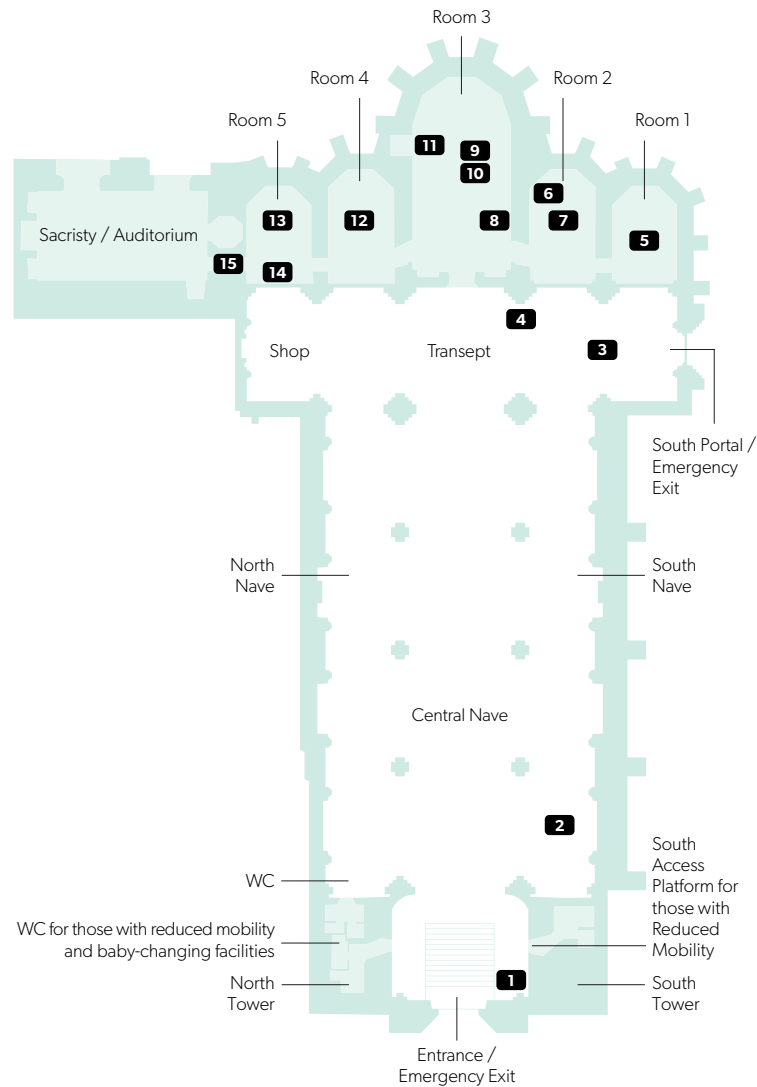 Room 3
Room 4
Room 2
Room 5
Room 1
11
9
10
6
13
12
8
7
5
Sacristy / Auditorium
15
14
4
Shop
Transept
3
South Portal /
Emergency
Exit
North
Nave
South
Nave
Central Nave
2
WC
South
Access
Platform for
those with
Reduced
Mobility
WC for those with reduced mobility
and baby-changing facilities
1
North
Tower
South
Tower
Entrance /
Emergency Exit